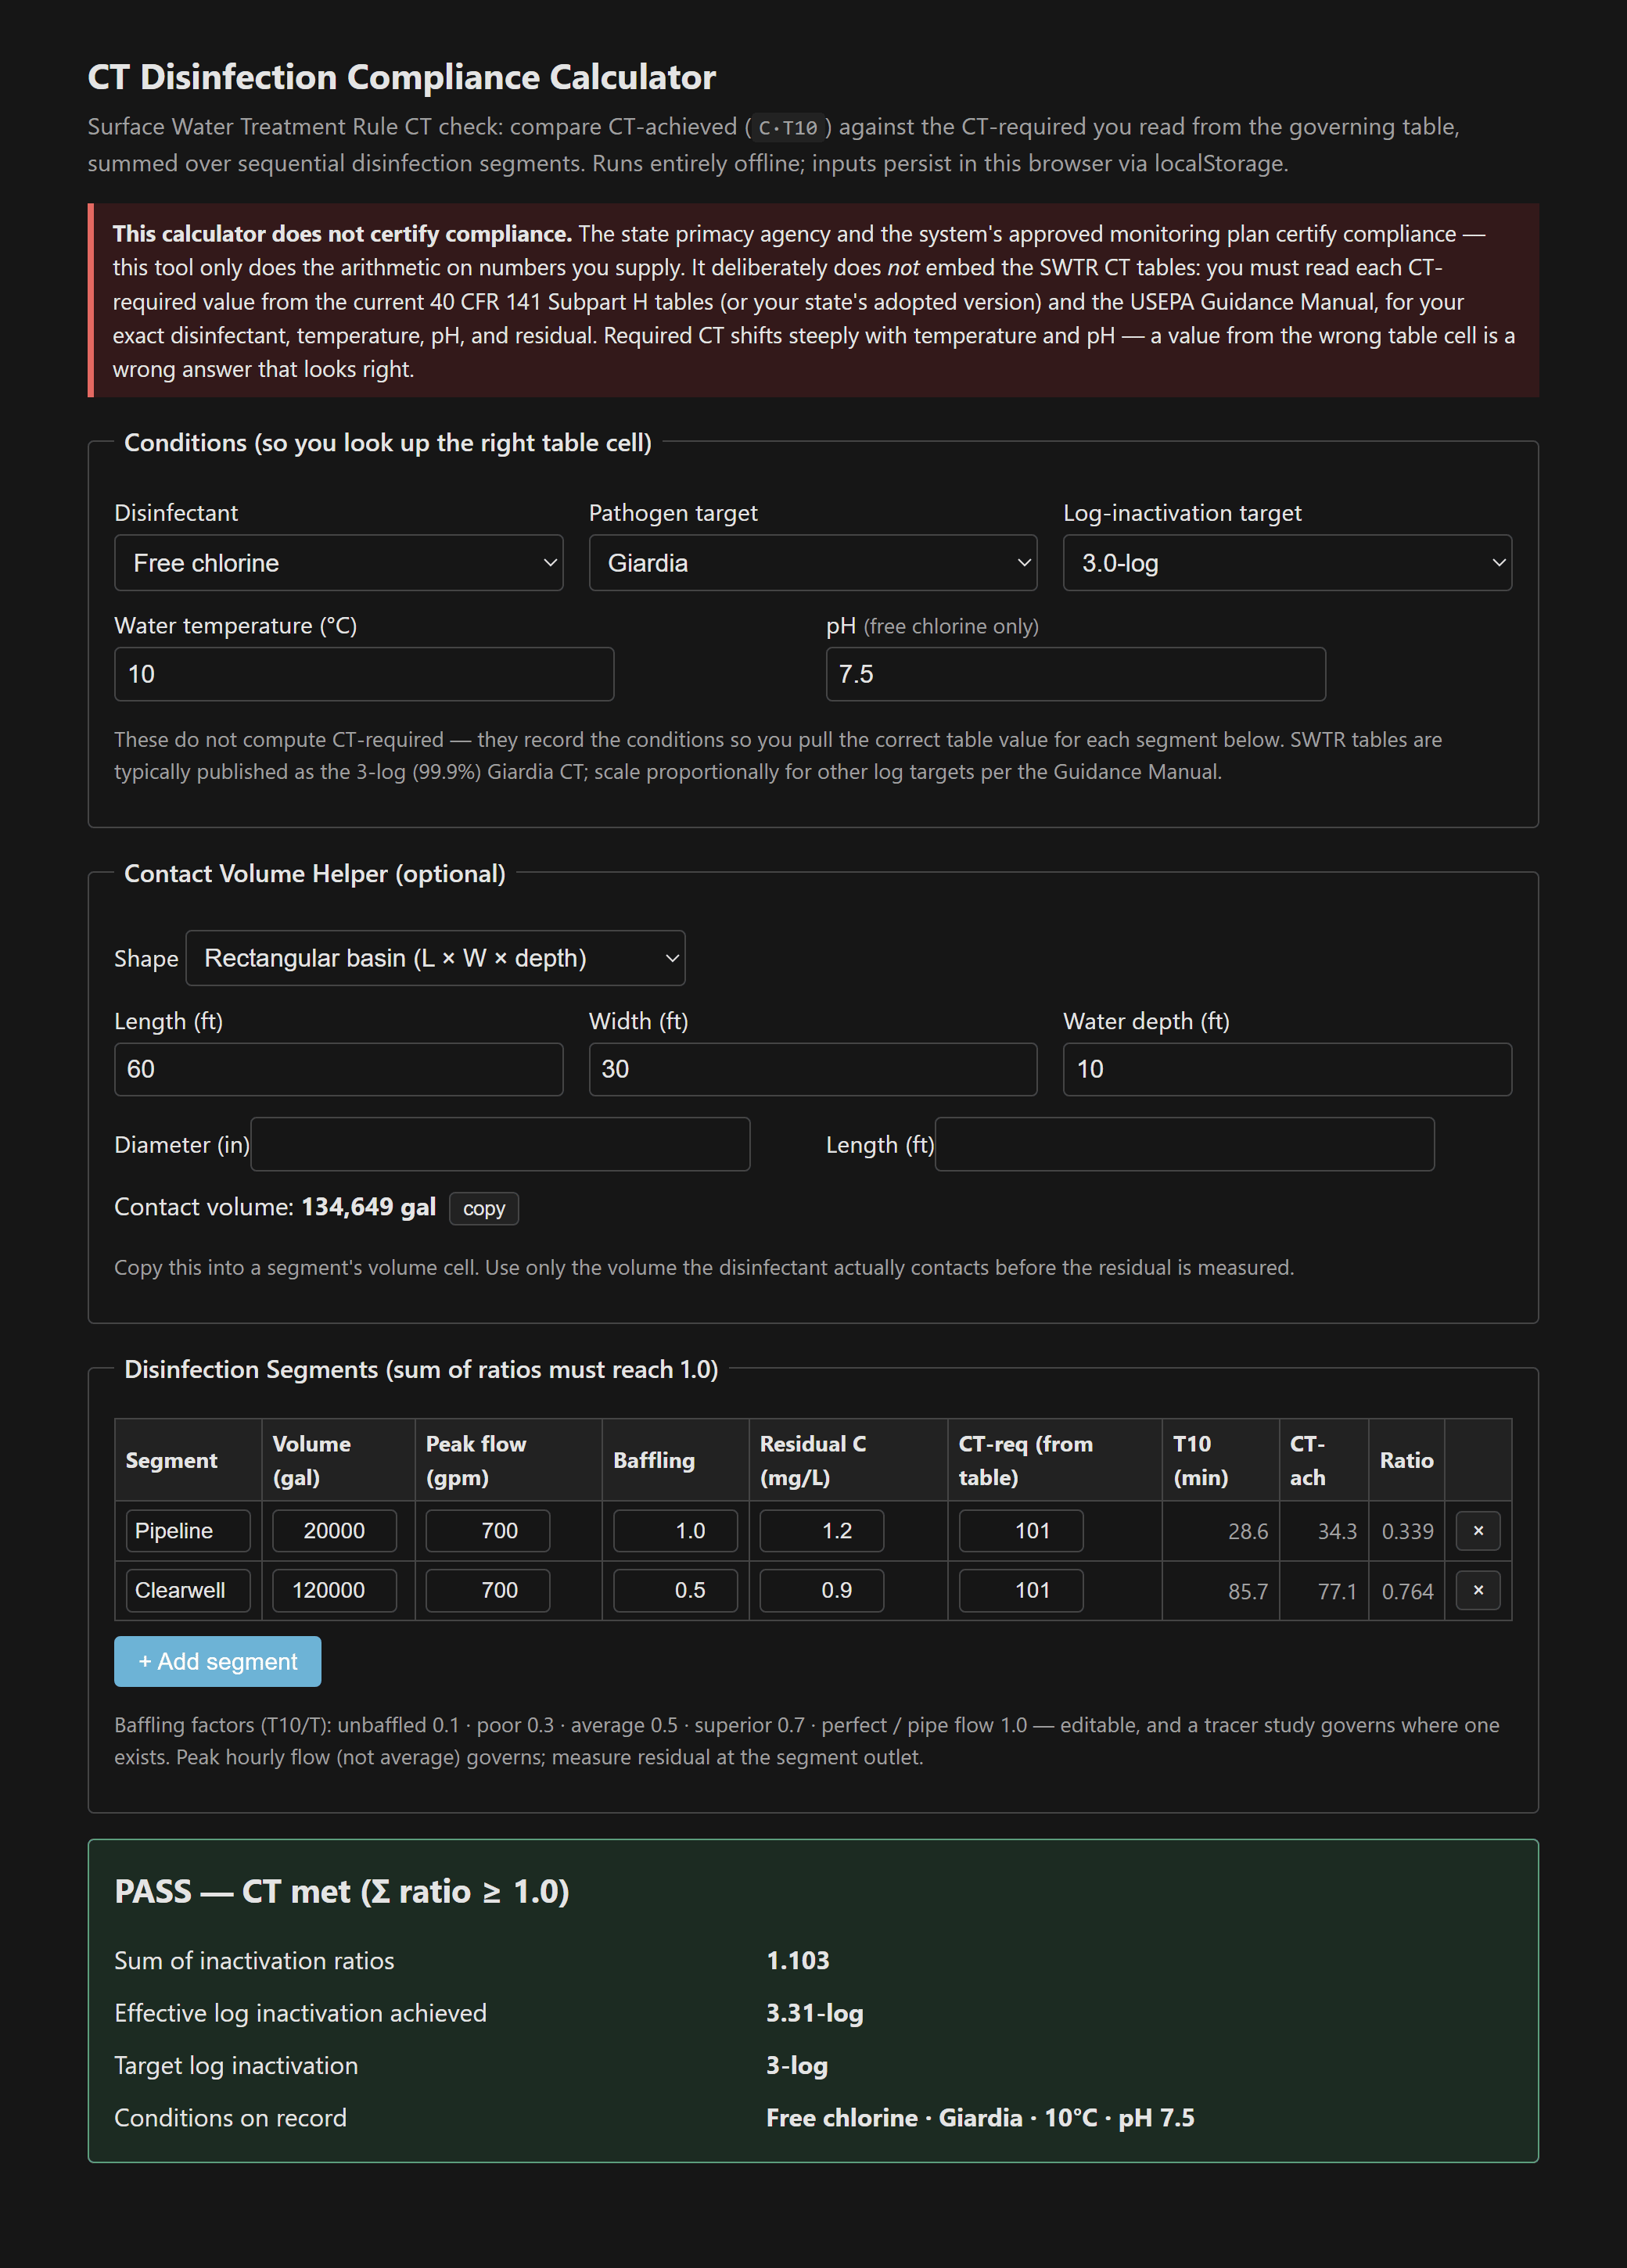 CT Disinfection Compliance Calculator
Surface Water Treatment Rule CT check: compare CT-achieved (C·T10) against the CT-required you read from the governing table,
summed over sequential disinfection segments. Runs entirely offline; inputs persist in this browser via localStorage.
This calculator does not certify compliance. The state primacy agency and the system's approved monitoring plan certify compliance —
this tool only does the arithmetic on numbers you supply. It deliberately does not embed the SWTR CT tables: you must read each CT-
required value from the current 40 CFR 141 Subpart H tables (or your state's adopted version) and the USEPA Guidance Manual, for your
exact disinfectant, temperature, pH, and residual. Required CT shifts steeply with temperature and pH — a value from the wrong table cell is a
wrong answer that looks right.
Conditions (so you look up the right table cell)
Disinfectant Pathogen target Log-inactivation target
Free chlorine Giardia 3.0-log
Water temperature (°C) pH (free chlorine only)
10 7.5
These do not compute CT-required — they record the conditions so you pull the correct table value for each segment below. SWTR tables are
typically published as the 3-log (99.9%) Giardia CT; scale proportionally for other log targets per the Guidance Manual.
Contact Volume Helper (optional)
Shape Rectangular basin (L × W × depth)
Length (ft) Width (ft) Water depth (ft)
60 30 10
Diameter (in) Length (ft)
Contact volume: 134,649 gal copy
Copy this into a segment's volume cell. Use only the volume the disinfectant actually contacts before the residual is measured.
Disinfection Segments (sum of ratios must reach 1.0)
Segment Volume (gal) Peak flow (gpm) Baffling Residual C (mg/L) CT-req (from table) T10 (min) CT-ach Ratio
Pipeline 20000 700 1.0 1.2 101 28.6 34.3 0.339 ×
Clearwell 120000 700 0.5 0.9 101 85.7 77.1 0.764 ×
+ Add segment
Baffling factors (T10/T): unbaffled 0.1 · poor 0.3 · average 0.5 · superior 0.7 · perfect / pipe flow 1.0 — editable, and a tracer study governs where one
exists. Peak hourly flow (not average) governs; measure residual at the segment outlet.
PASS — CT met (Σ ratio ≥ 1.0)
Sum of inactivation ratios 1.103
Effective log inactivation achieved 3.31-log
Target log inactivation 3-log
Conditions on record Free chlorine · Giardia · 10°C · pH 7.5